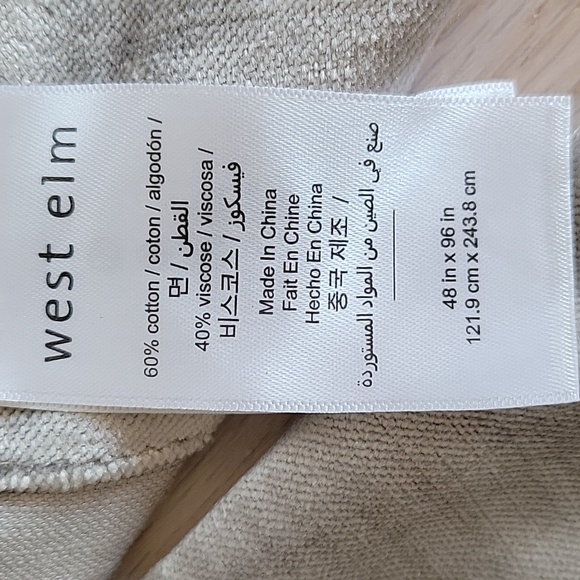 west elm
60% cotton / coton / algodón /
면 / القطن
40% viscose / viscosa /
비스코스 / فيسكوز
Made In China
Fait En Chine
Hecho En China
중국 제조 /
صنع في الصين من المواد المستوردة
48 in x 96 in
121.9 cm x 243.8 cm